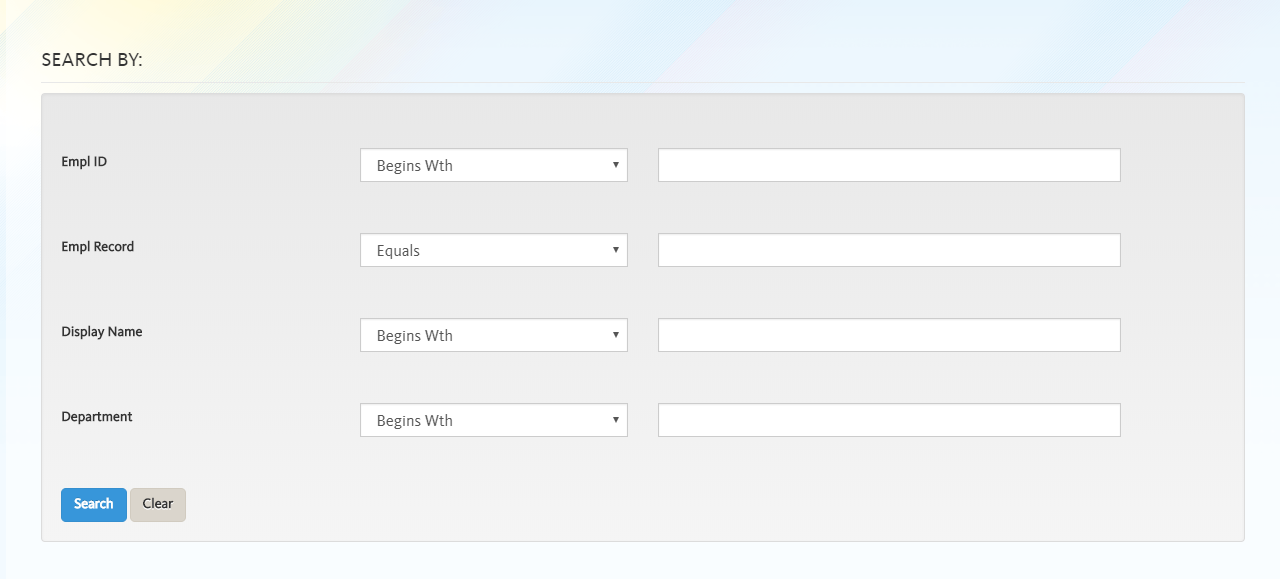 SEARCH BY:
Empl ID Begins Wth
Empl Record Equals
Display Name Begins Wth
Department Begins Wth
Search Clear